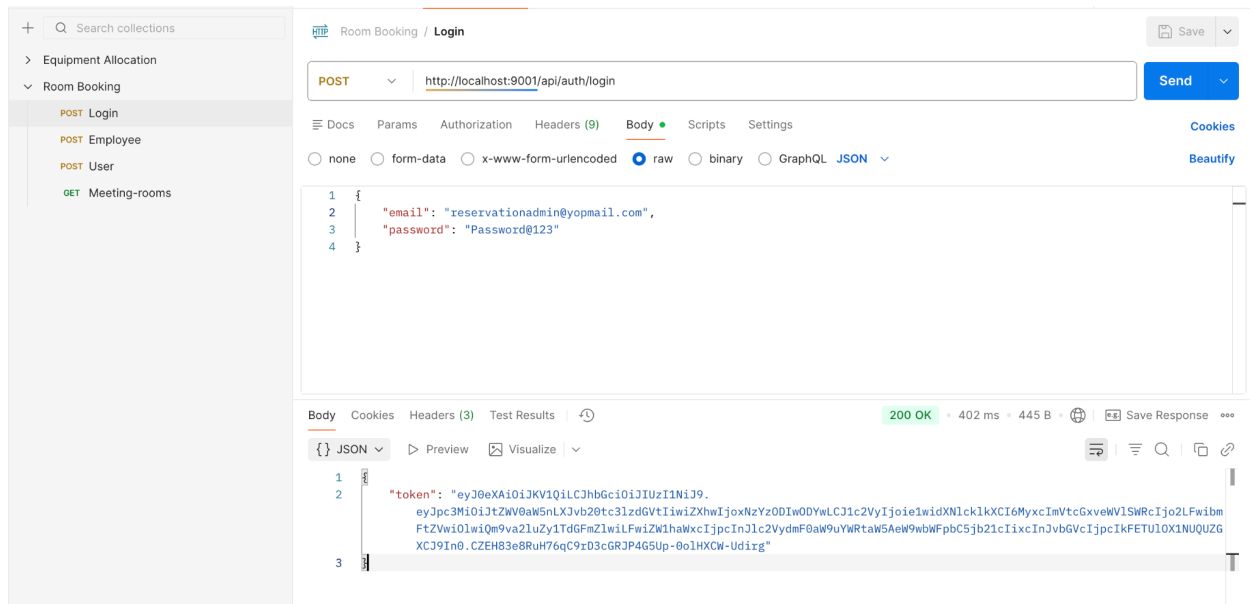 Search collections
Equipment Allocation
Room Booking
POST Login
POST Employee
POST User
GET Meeting-rooms
HTTP Room Booking / Login
Save
POST http://localhost:9001/api/auth/login
Send
Docs Params Authorization Headers (9) Body Scripts Settings
Cookies
none form-data x-www-form-urlencoded raw binary GraphQL JSON
Beautify
1 {
2 "email": "reservationadmin@yopmail.com",
3 "password": "Password@123"
4 }
Body Cookies Headers (3) Test Results
200 OK • 402 ms • 445 B e.g. Save Response
{} JSON Preview Visualize
1 {
2 "token": "eyJ0eXAiOiJKV1QiLCJhbGciOiJIUzI1NiJ9.
eyJpc3MiOiJtZWV0aW5nLXJvb20tc3lzdGVtIiwiZXhwIjoxNzYzODIwODYwLCJ1c2VyIjoie1widXNlcklkXCI6MyxcImVtcGxveWVlSWRcIjo2LFwibm
FtZVwiOlwiQm9va2luZy1TdGFmZlwiLFwiZW1haWxcIjpcInJlc2VydmF0aW9uYWRtaW5AeW9wbWFpbC5jb21cIixcInJvbGVcIjpcIkFETUlOX1NUQUZG
XCJ9In0.CZEH83e8RuH76qC9rD3cGRJP4G5Up-0olHXCW-Udirg"
3 }